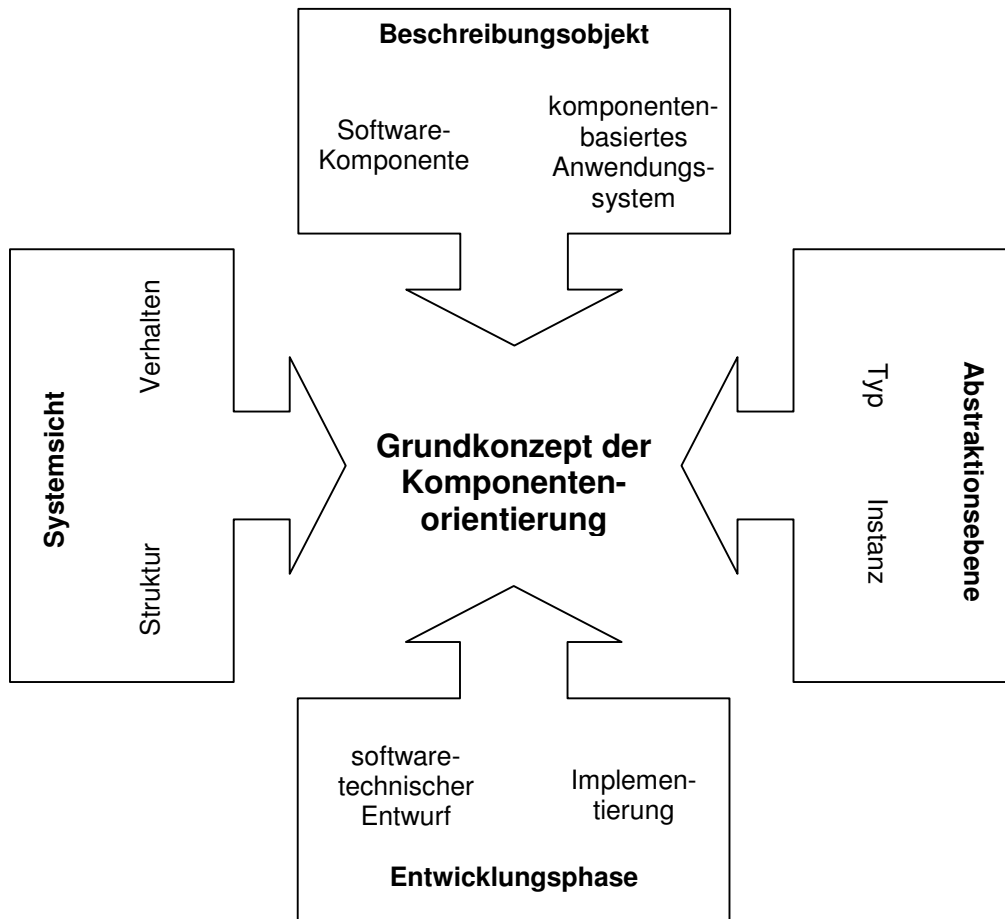 Beschreibungsobjekt
Software-
Komponente
komponenten-
basiertes
Anwendungs-
system
Systemsicht
Verhalten
Struktur
Grundkonzept der
Komponenten-
orientierung
Typ
Instanz
Abstraktionsebene
software-
technischer
Entwurf
Implemen-
tierung
Entwicklungsphase